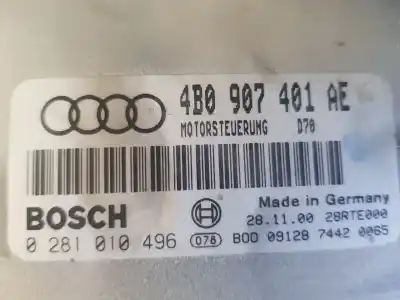 4B0 907 401 AE
MOTORSTEUERUNG D70
Made in Germany
BOSCH 28.11.00 28RTE000
0 281 010 496 078 BOO 09128 7442 0065